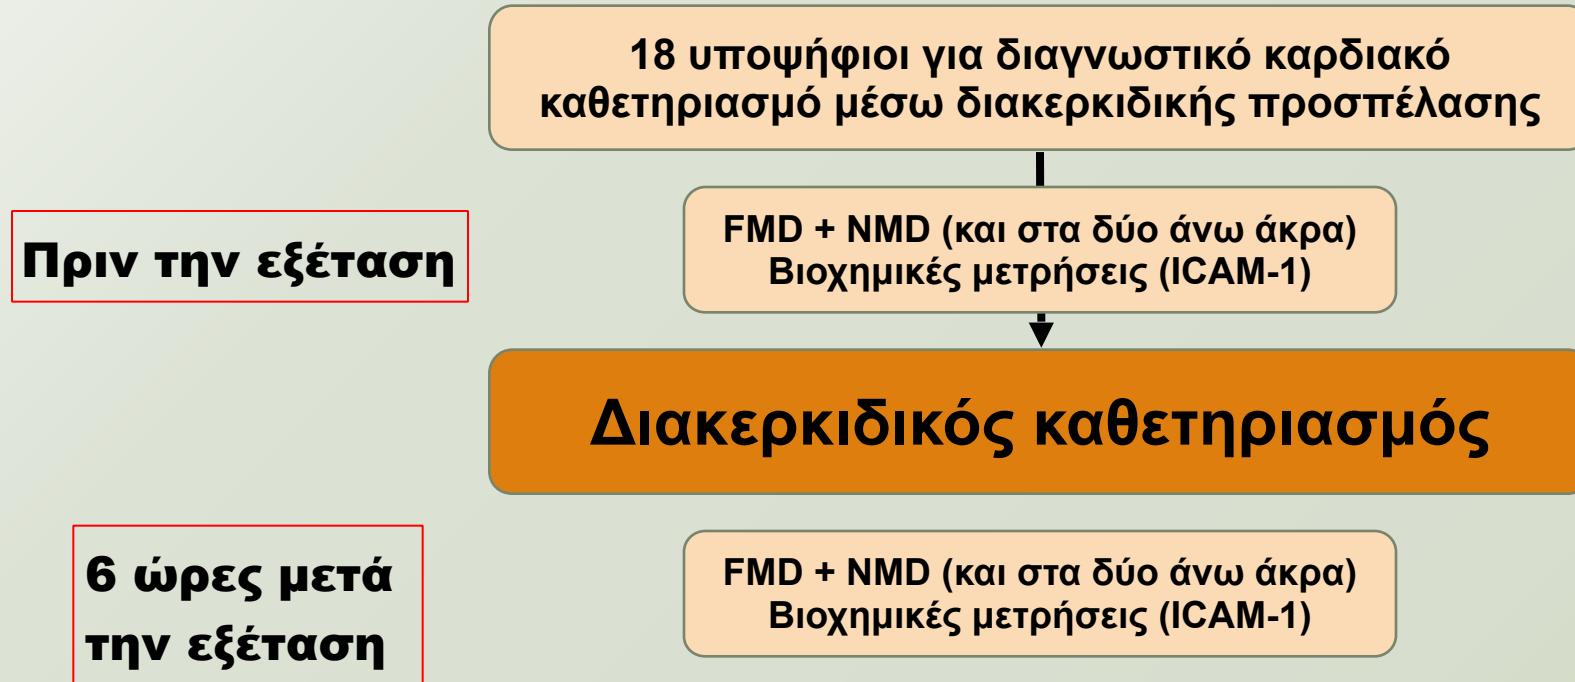 18 υποψήφιοι για διαγνωστικό καρδιακό
καθετηριασμό μέσω διακερκιδικής προσπέλασης
Πριν την εξέταση
FMD + NMD (και στα δύο άνω άκρα)
Βιοχημικές μετρήσεις (ICAM-1)
Διακερκιδικός καθετηριασμός
6 ώρες μετά
την εξέταση
FMD + NMD (και στα δύο άνω άκρα)
Βιοχημικές μετρήσεις (ICAM-1)